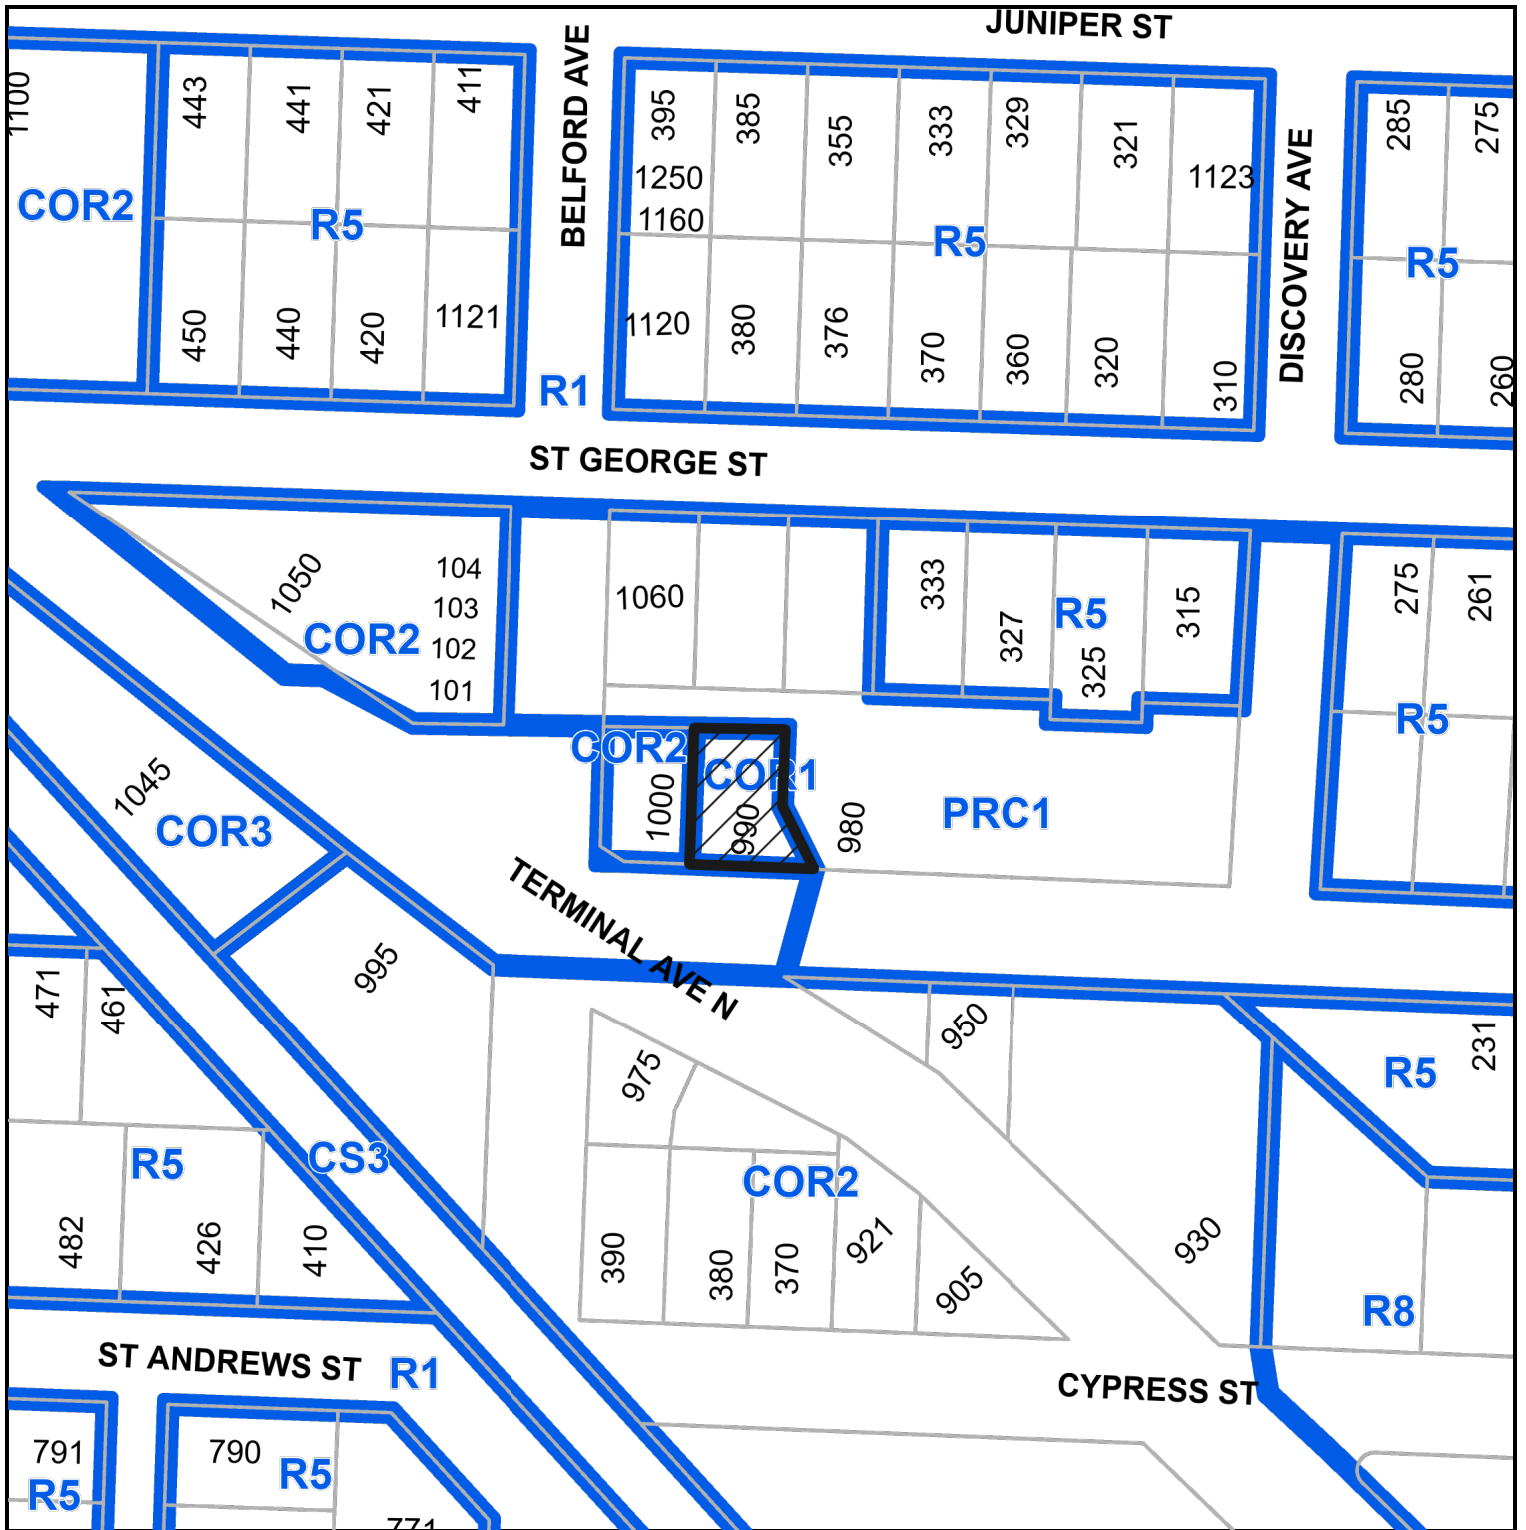 JUNIPER ST
BELFORD AVE
DISCOVERY AVE
1100
443
441
421
411
395
385
355
333
329
321
1123
285
275
1250
1160
COR2
R5
R5
R5
450
440
420
1121
1120
380
376
370
360
320
310
280
260
R1
ST GEORGE ST
1050
104
103
102
101
COR2
1060
333
327
R5
325
315
275
261
R5
COR2
1000
COR1
990
980
PRC1
1045
COR3
TERMINAL AVE N
995
471
461
950
975
231
R5
CS3
R5
COR2
482
426
410
390
380
370
921
905
930
R8
ST ANDREWS ST
R1
CYPRESS ST
791
R5
790
R5
771